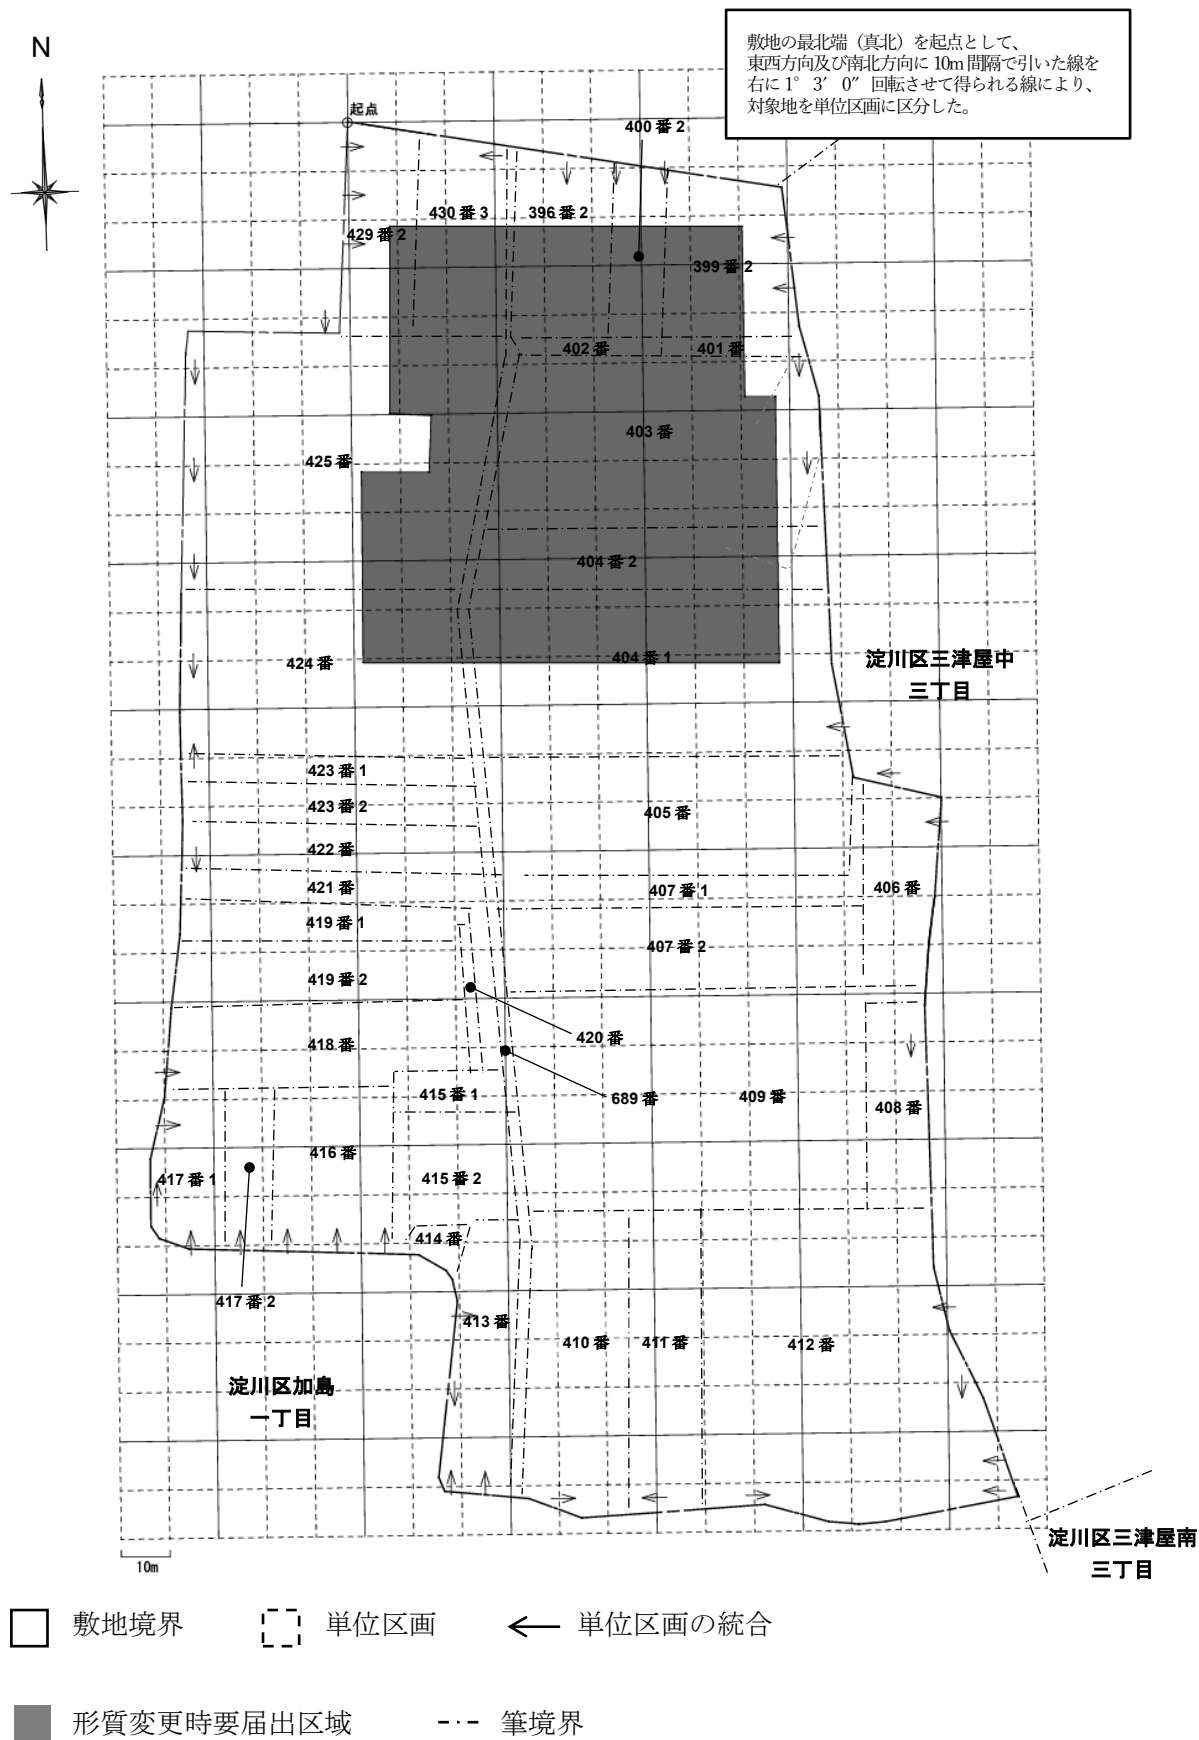 敷地の最北端（真北）を起点として、
東西方向及び南北方向に10m間隔で引いた線を
右に1°3′0″回転させて得られる線により、
対象地を単位区画に区分した。
N
起点
400番2
430番3
396番2
429番2
399番2
402番
401番
403番
425番
404番2
424番
404番1
淀川区三津屋中
三丁目
423番1
423番2
405番
422番
421番
407番1
406番
419番1
407番2
419番2
420番
418番
415番1
689番
409番
408番
416番
417番1
415番2
414番
417番2
413番
410番
411番
412番
淀川区加島
一丁目
淀川区三津屋南
三丁目
10m
敷地境界
単位区画
単位区画の統合
形質変更時要届出区域
筆境界